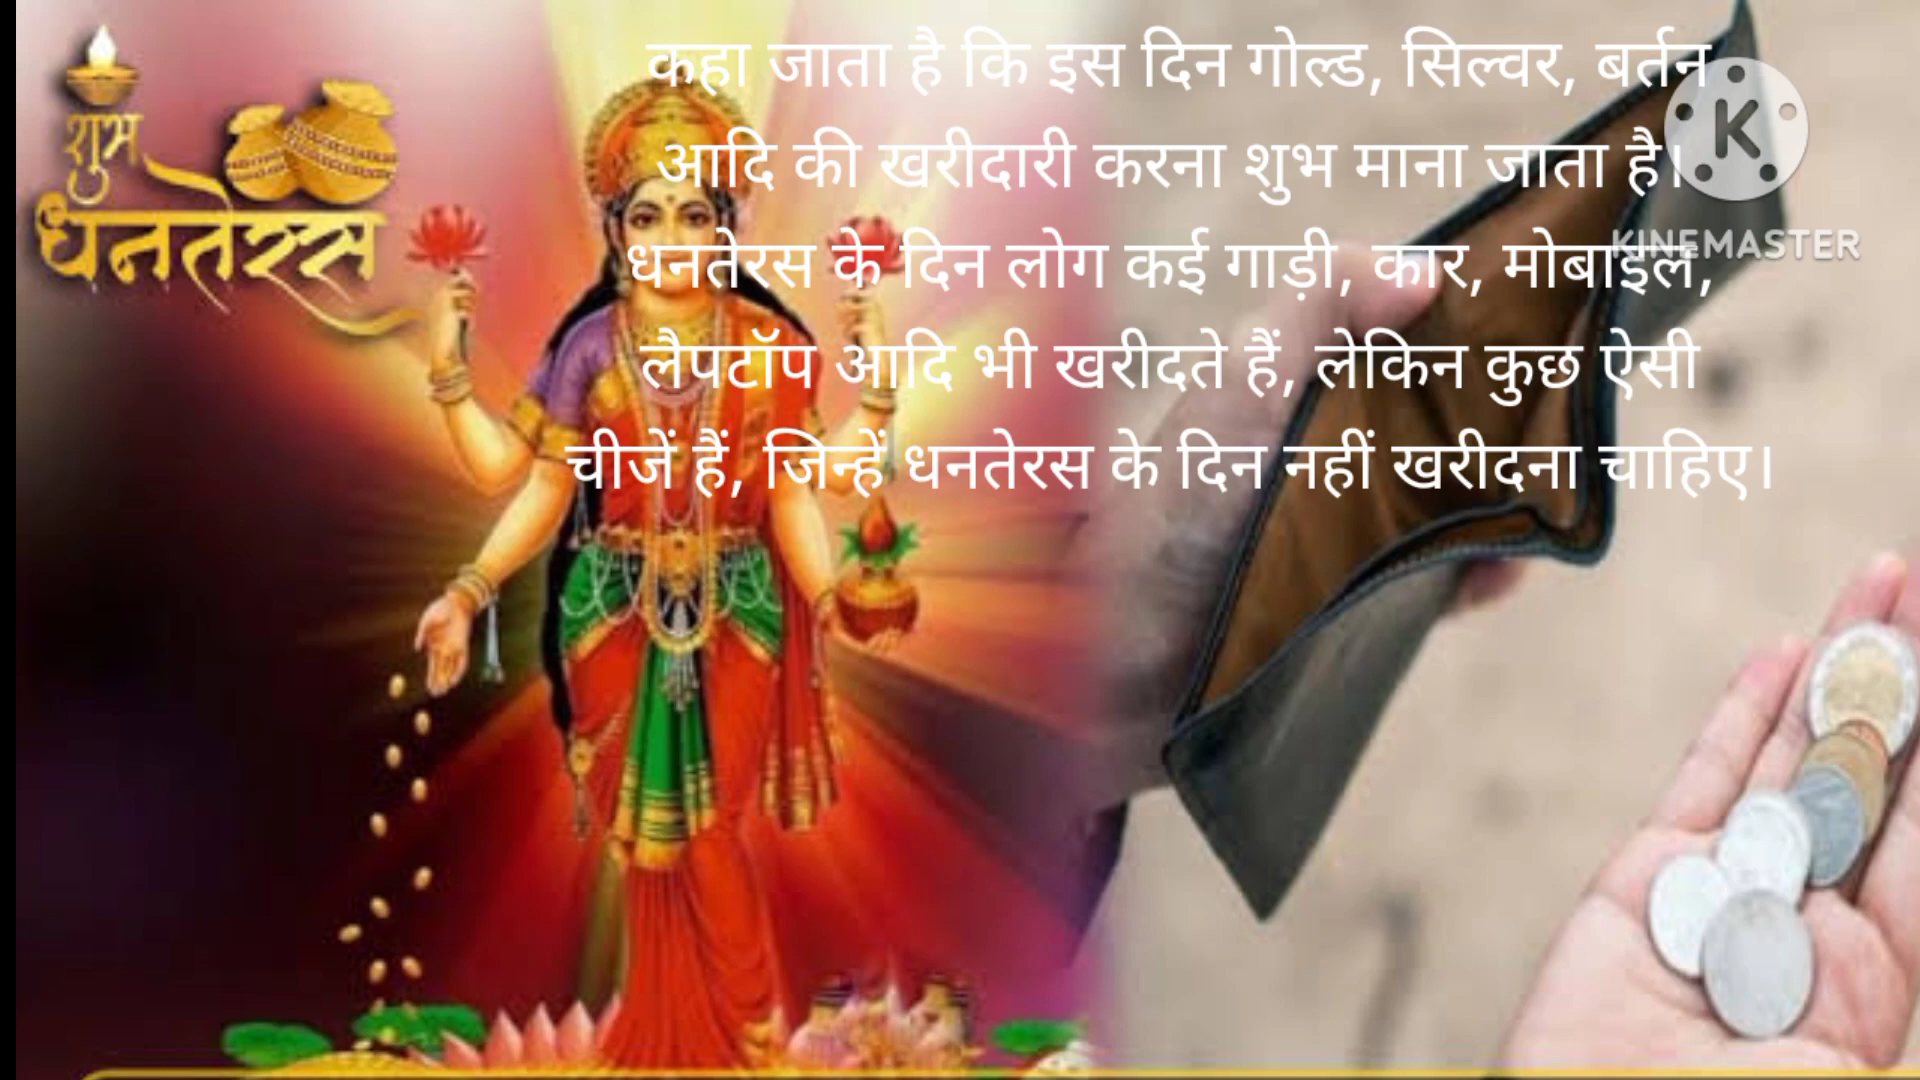 शुभ
धनतेरस
कहा जाता है कि इस दिन गोल्ड, सिल्वर, बर्तन
आदि की खरीदारी करना शुभ माना जाता है।
धनतेरस के दिन लोग कई गाड़ी, कार, मोबाइल,
लैपटॉप आदि भी खरीदते हैं, लेकिन कुछ ऐसी
चीजें हैं, जिन्हें धनतेरस के दिन नहीं खरीदना चाहिए।
K
KINEMASTER